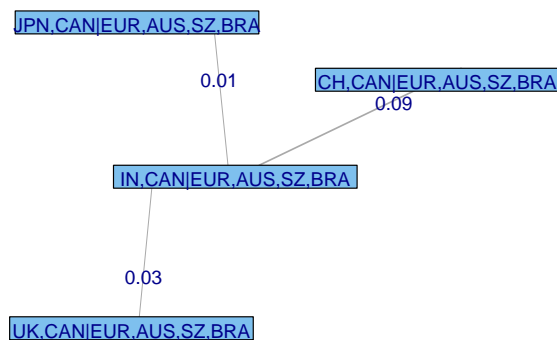 JPN,CAN|EUR,AUS,SZ,BRA
CH,CAN|EUR,AUS,SZ,BRA
0.01
0.09
IN,CAN|EUR,AUS,SZ,BRA
0.03
UK,CAN|EUR,AUS,SZ,BRA